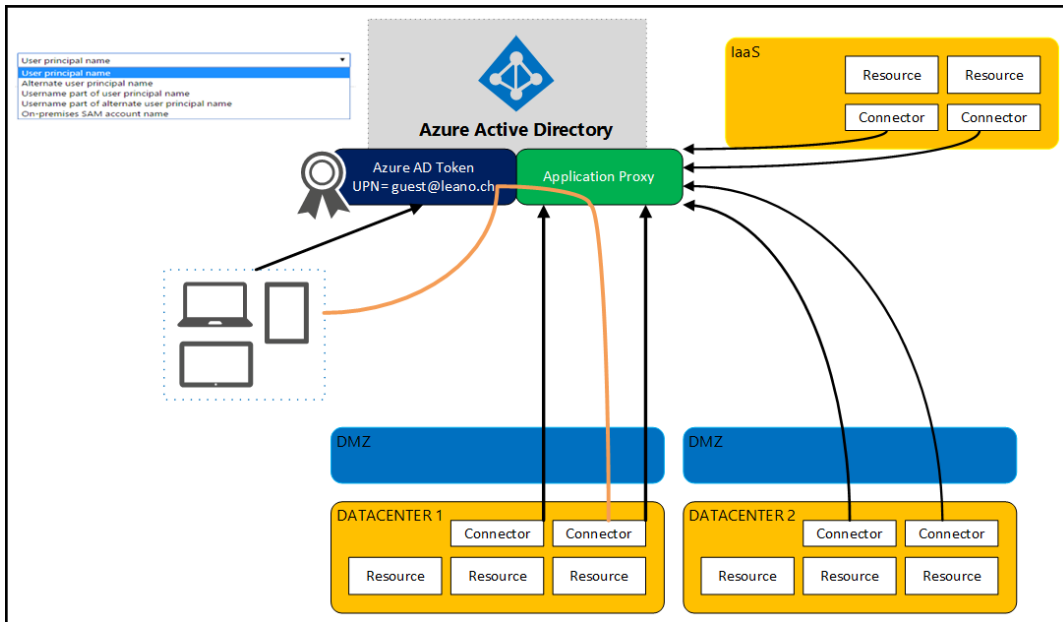 User principal name
User principal name
Alternate user principal name
Username part of user principal name
Username part of alternate user principal name
On-premises SAM account name
Azure Active Directory
Azure AD Token
UPN= guest@leano.ch
Application Proxy
IaaS
Resource
Resource
Connector
Connector
DMZ
DMZ
DATACENTER 1
Connector
Connector
Resource
Resource
Resource
DATACENTER 2
Connector
Connector
Resource
Resource
Resource